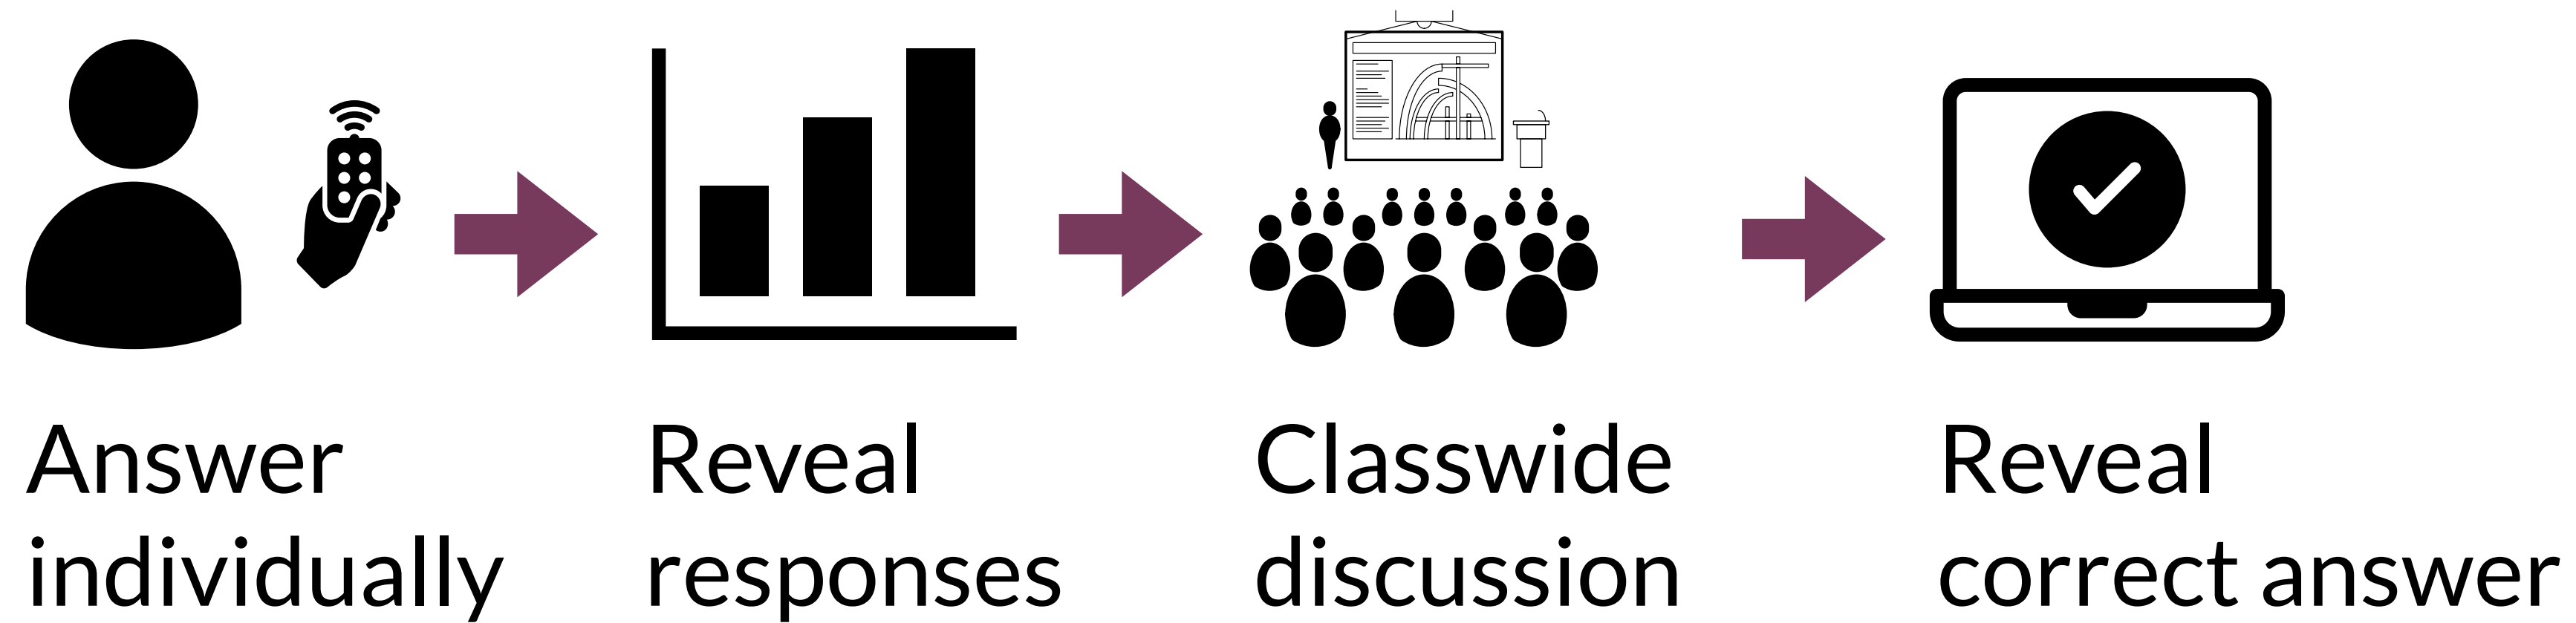 Answer
individually
Reveal
responses
Classwide
discussion
Reveal
correct answer